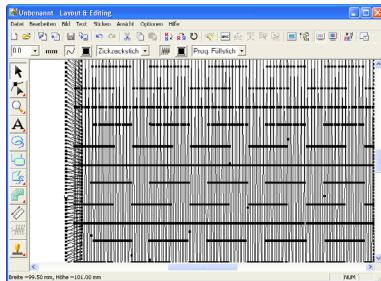 Unbenannt Layout & Editing
Datei Bearbeiten Bild Text Sticken Ansicht Optionen Hilfe
0.0 mm Zickzackstich Prog. Füllstich
A
Breite =99.50 mm, Höhe =101.00 mm NUM